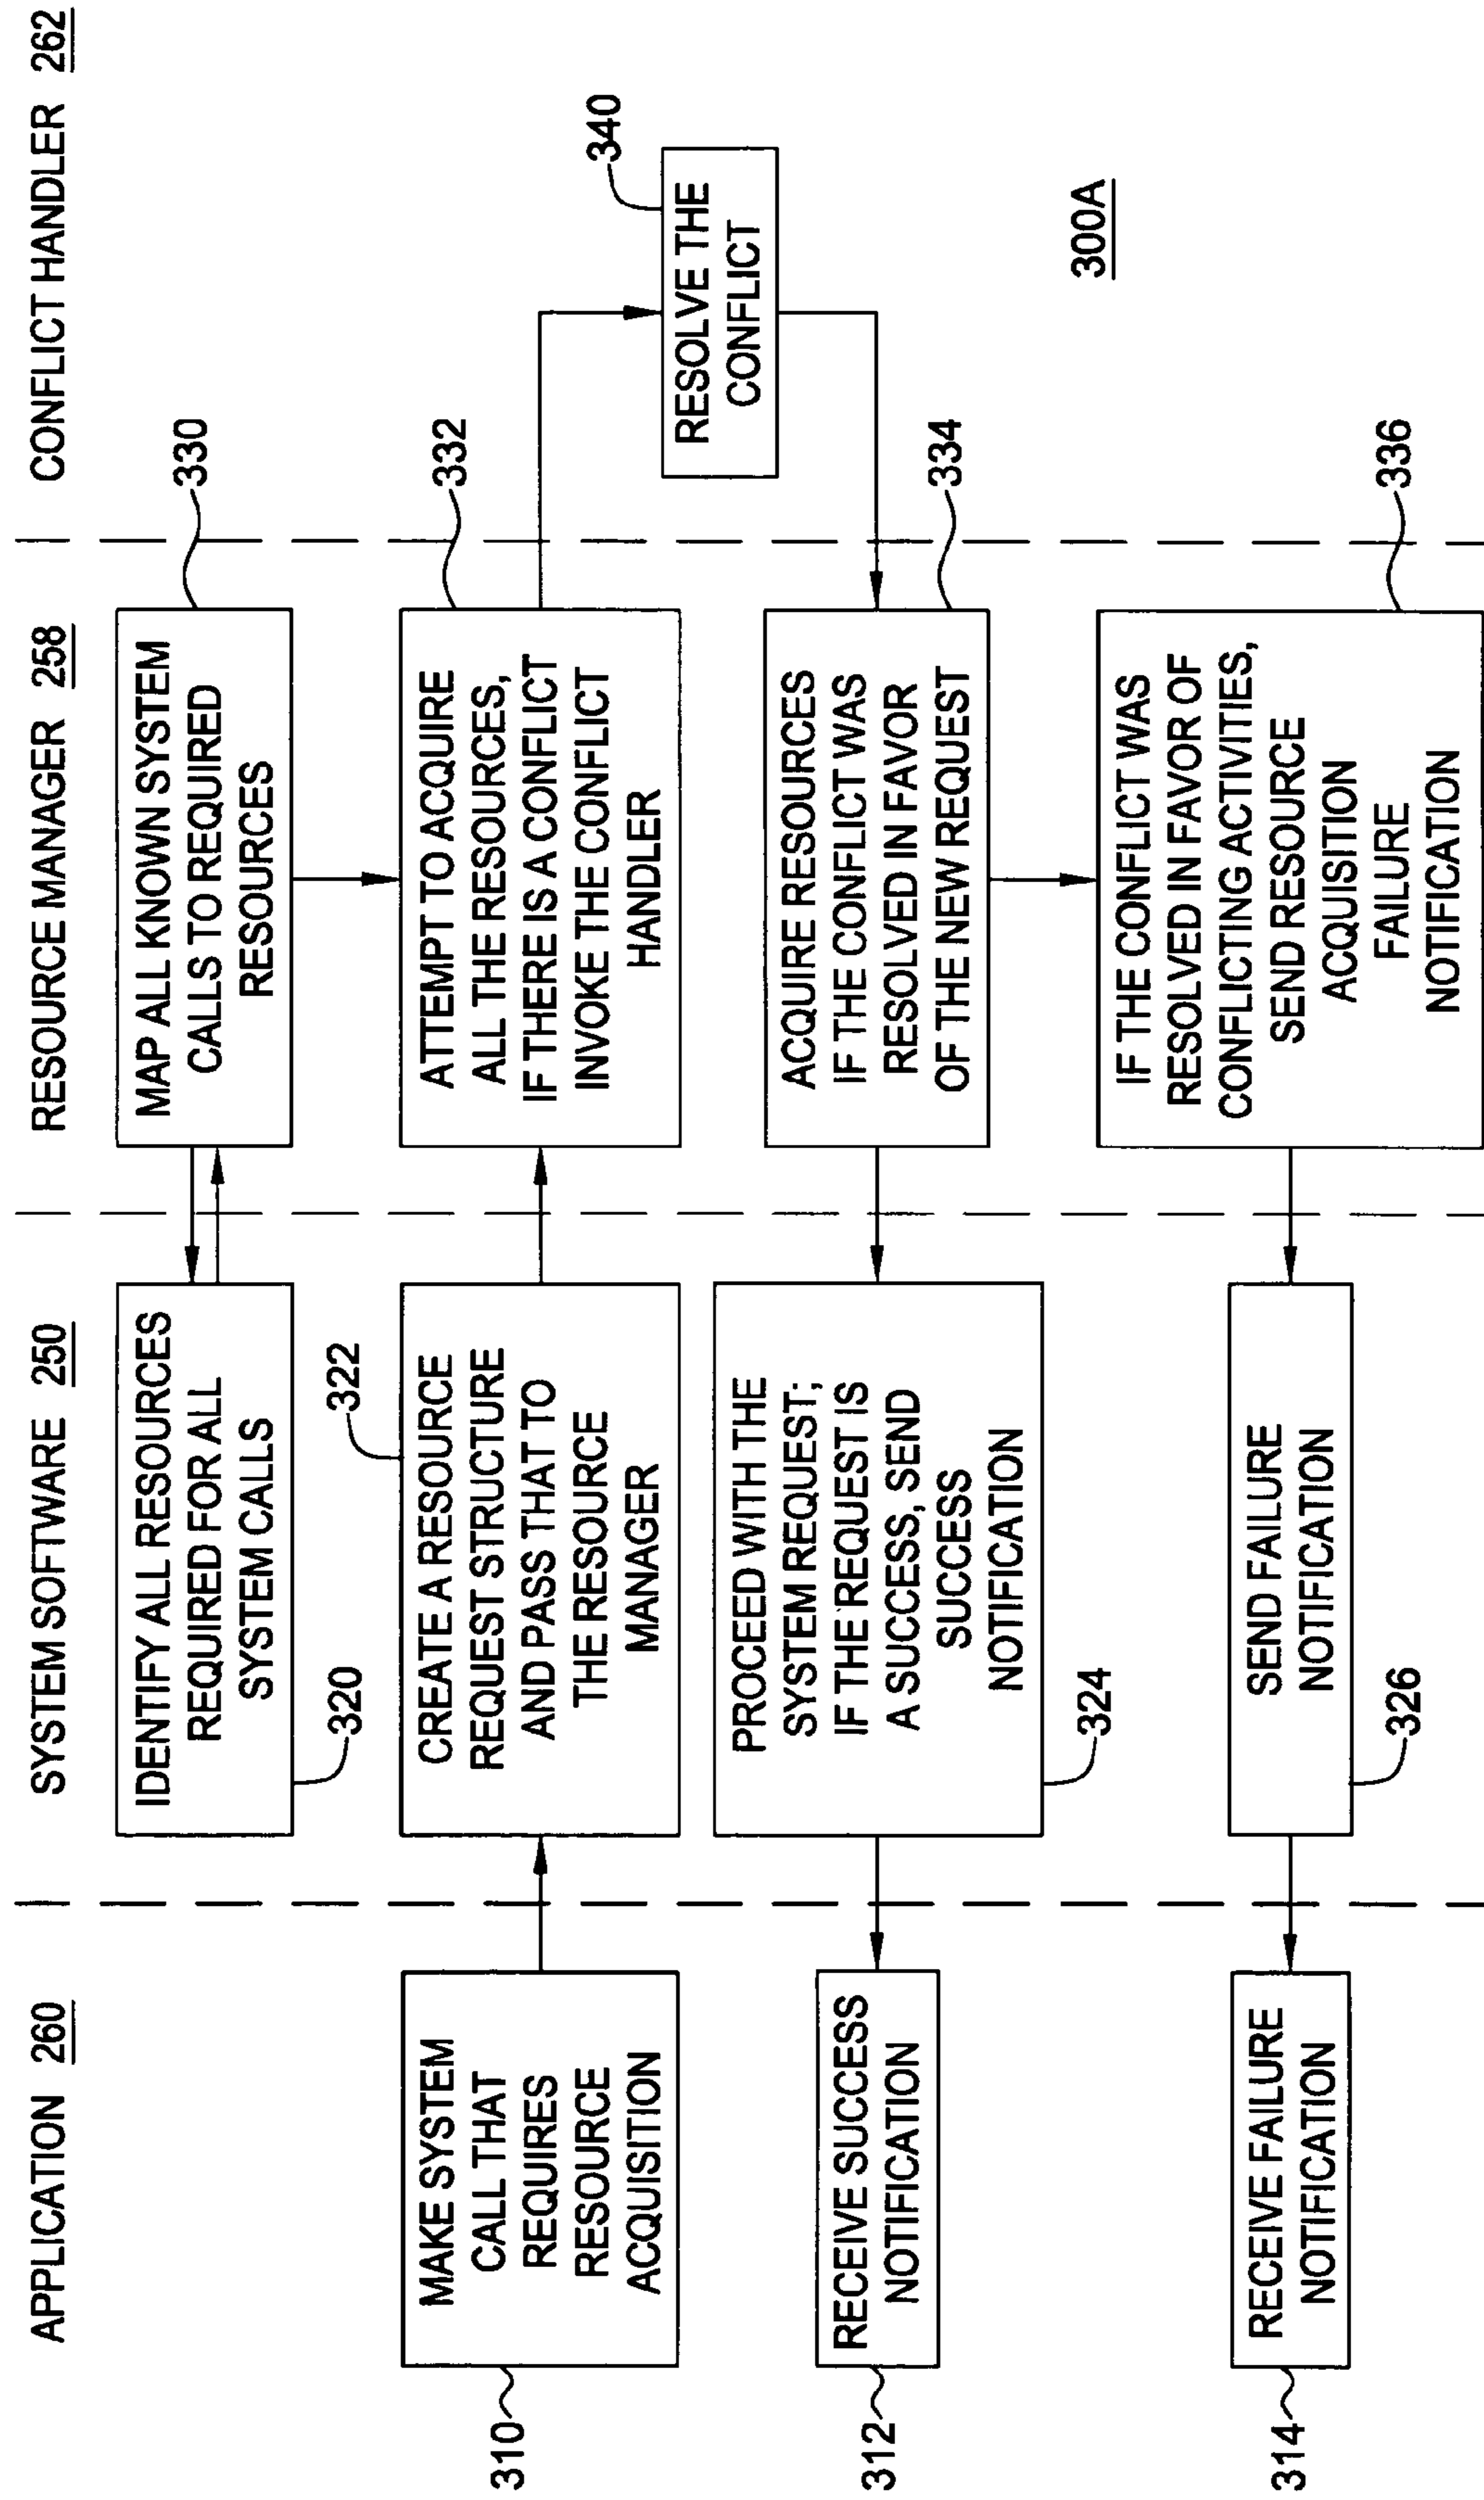 APPLICATION 260
SYSTEM SOFTWARE 250
RESOURCE MANAGER 258
CONFLICT HANDLER 262
IDENTIFY ALL RESOURCES
REQUIRED FOR ALL
SYSTEM CALLS
320
MAP ALL KNOWN SYSTEM
CALLS TO REQUIRED
RESOURCES
330
310
MAKE SYSTEM
CALL THAT
REQUIRES
RESOURCE
ACQUISITION
322
CREATE A RESOURCE
REQUEST STRUCTURE
AND PASS THAT TO
THE RESOURCE
MANAGER
332
ATTEMPT TO ACQUIRE
ALL THE RESOURCES,
IF THERE IS A CONFLICT
INVOKE THE CONFLICT
HANDLER
340
RESOLVE THE
CONFLICT
312
RECEIVE SUCCESS
NOTIFICATION
PROCEED WITH THE
SYSTEM REQUEST;
IF THE REQUEST IS
A SUCCESS, SEND
SUCCESS
NOTIFICATION
324
ACQUIRE RESOURCES
IF THE CONFLICT WAS
RESOLVED IN FAVOR
OF THE NEW REQUEST
334
300A
314
RECEIVE FAILURE
NOTIFICATION
SEND FAILURE
NOTIFICATION
326
IF THE CONFLICT WAS
RESOLVED IN FAVOR OF
CONFLICTING ACTIVITIES,
SEND RESOURCE
ACQUISITION
FAILURE
NOTIFICATION
336